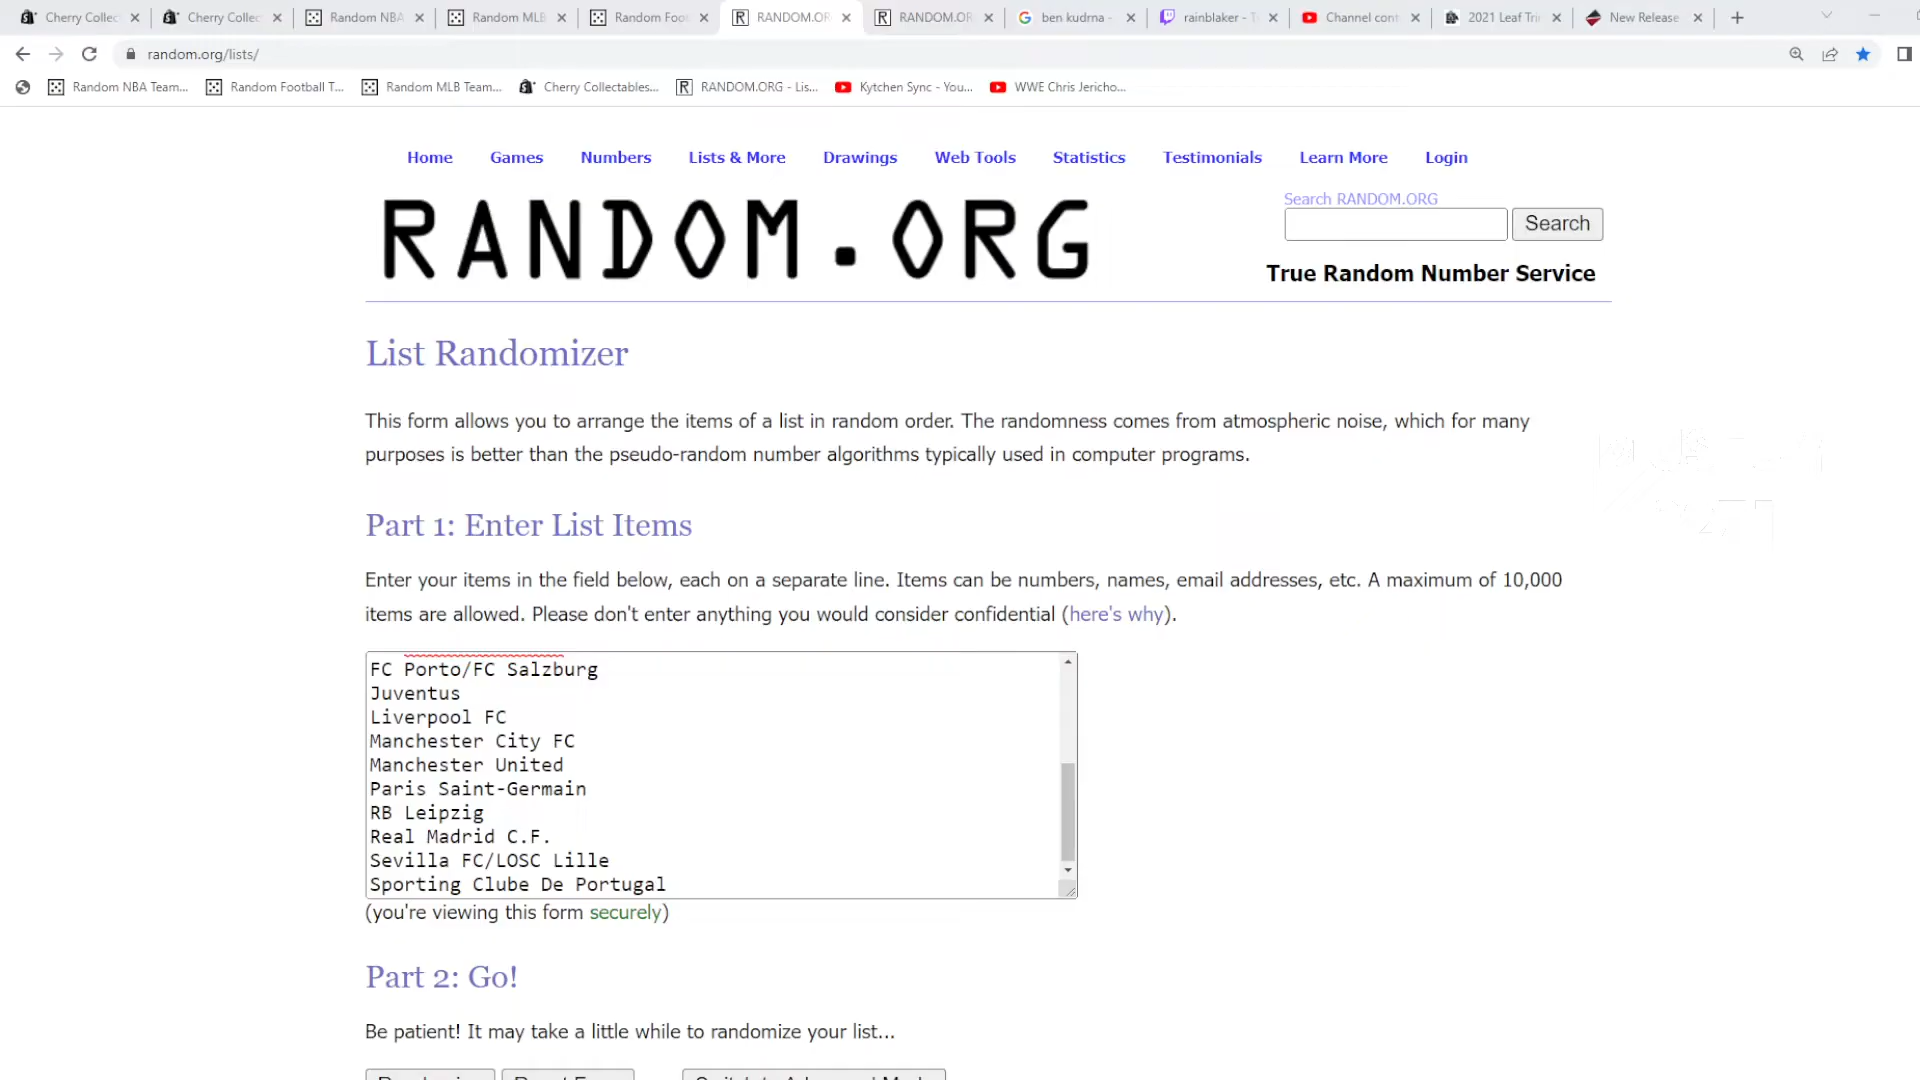 Cherry Collec
Cherry Collec
Random NBA
Random MLB
Random Foot
RANDOM.OR
RANDOM.OR
ben kudrna -
rainblaker - T
Channel cont
2021 Leaf Tri
New Release
random.org/lists/
Random NBA Team...
Random Football T...
Random MLB Team...
Cherry Collectables...
RANDOM.ORG - Lis...
Kytchen Sync - You...
WWE Chris Jericho...
Home
Games
Numbers
Lists & More
Drawings
Web Tools
Statistics
Testimonials
Learn More
Login
RANDOM.ORG
Search RANDOM.ORG
Search
True Random Number Service
List Randomizer
This form allows you to arrange the items of a list in random order. The randomness comes from atmospheric noise, which for many
purposes is better than the pseudo-random number algorithms typically used in computer programs.
Part 1: Enter List Items
Enter your items in the field below, each on a separate line. Items can be numbers, names, email addresses, etc. A maximum of 10,000
items are allowed. Please don't enter anything you would consider confidential (here's why).
FC Porto/FC Salzburg
Juventus
Liverpool FC
Manchester City FC
Manchester United
Paris Saint-Germain
RB Leipzig
Real Madrid C.F.
Sevilla FC/LOSC Lille
Sporting Clube De Portugal
(you're viewing this form securely)
Part 2: Go!
Be patient! It may take a little while to randomize your list...